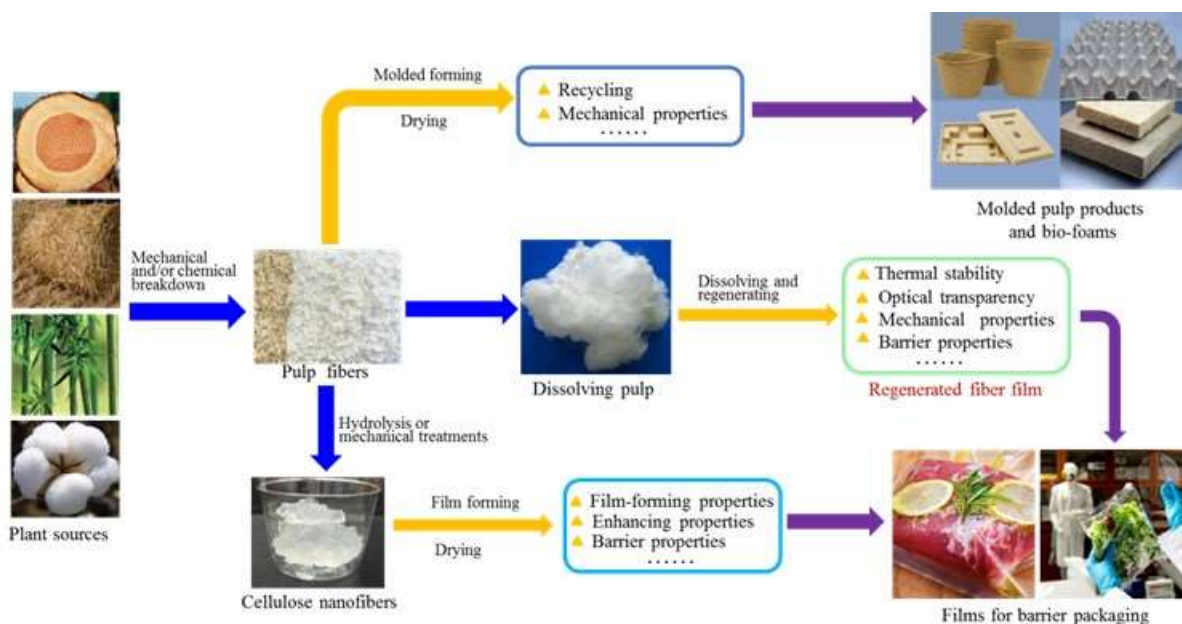 Molded forming
Drying
Recycling
Mechanical properties
......
Molded pulp products
and bio-foams
Mechanical
and/or chemical
breakdown
Pulp fibers
Dissolving pulp
Dissolving and
regenerating
Thermal stability
Optical transparency
Mechanical properties
Barrier properties
......
Regenerated fiber film
Hydrolysis or
mechanical treatments
Plant sources
Cellulose nanofibers
Film forming
Drying
Film-forming properties
Enhancing properties
Barrier properties
......
Films for barrier packaging